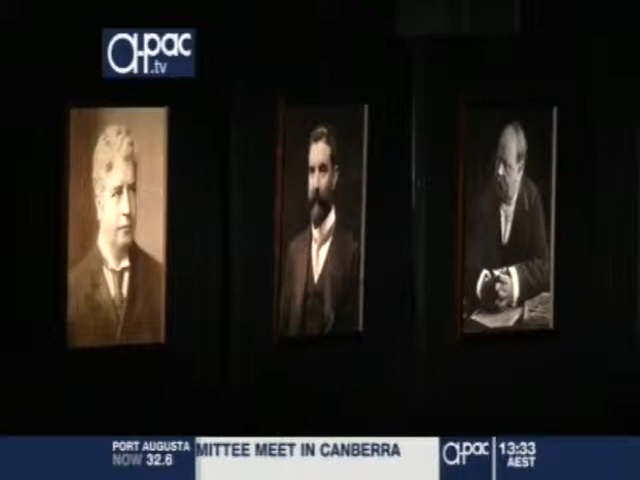 a-pac
.tv
PORT AUGUSTA
NOW 32.6
MITTEE MEET IN CANBERRA
a-pac
13:33
AEST